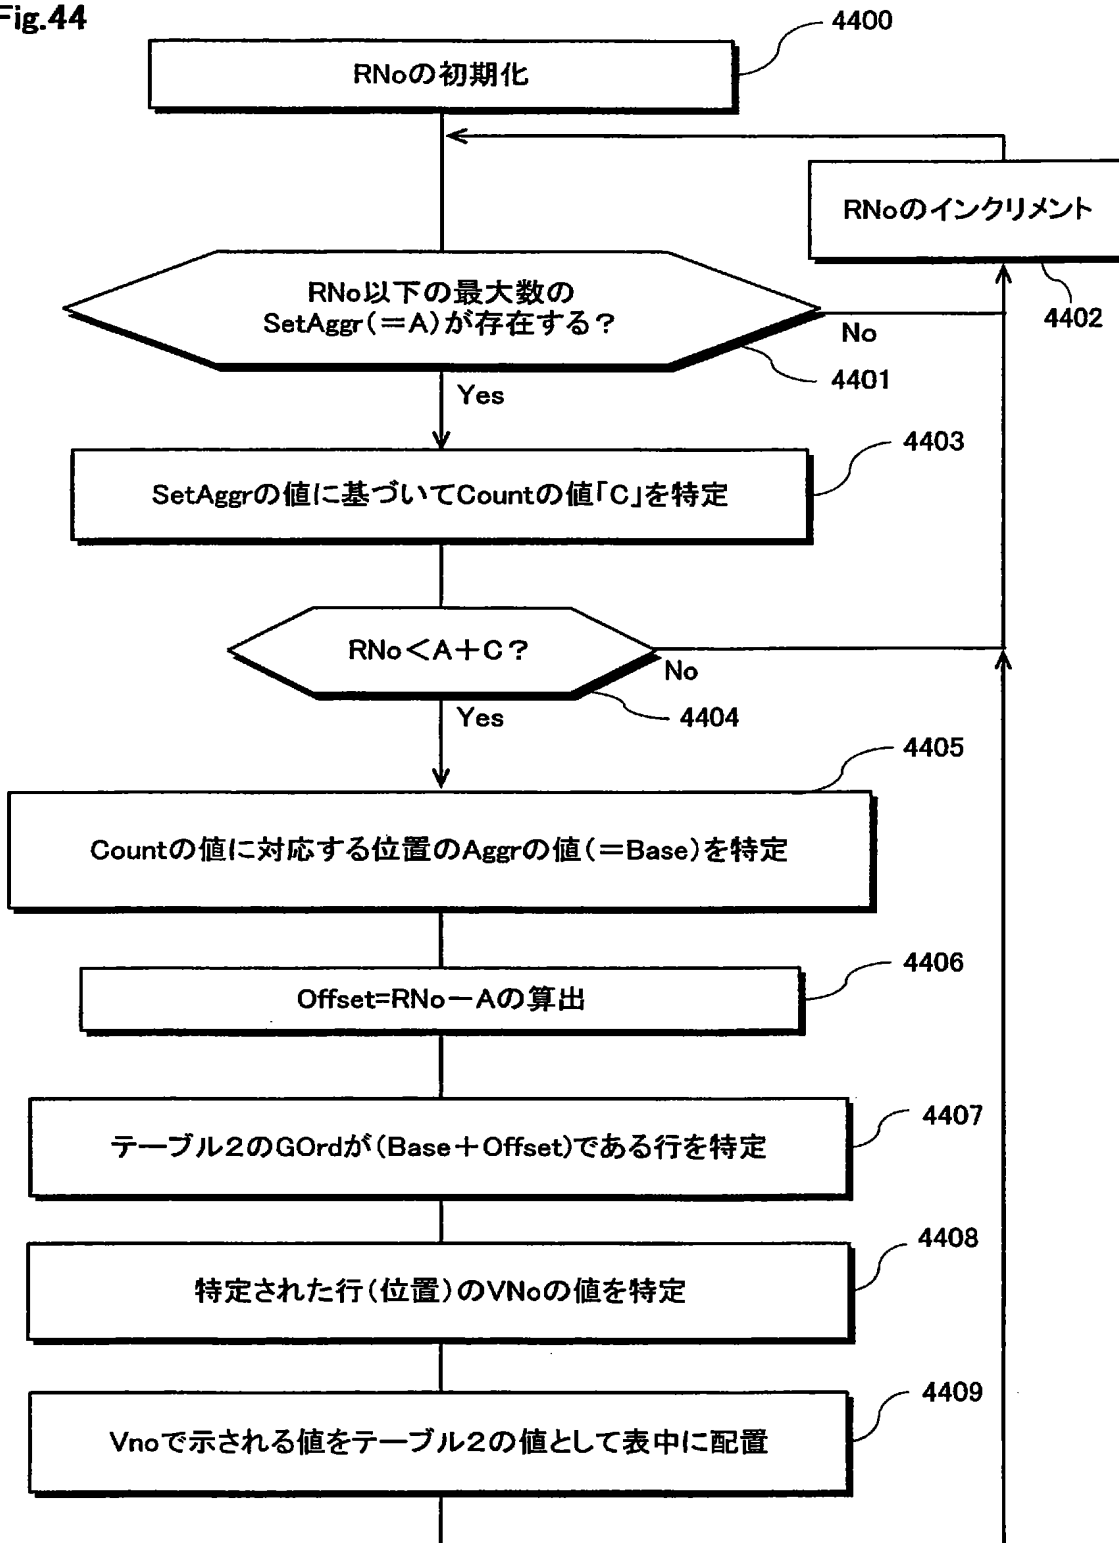 Fig.44
4400
RNoの初期化
RNoのインクリメント
4402
RNo以下の最大数の
SetAggr(=A)が存在する?
No
4401
Yes
4403
SetAggrの値に基づいてCountの値「C」を特定
RNo<A+C?
No
4404
Yes
4405
Countの値に対応する位置のAggrの値(=Base)を特定
4406
Offset=RNo-Aの算出
4407
テーブル2のGOrdが(Base+Offset)である行を特定
4408
特定された行(位置)のVNoの値を特定
4409
Vnoで示される値をテーブル2の値として表中に配置